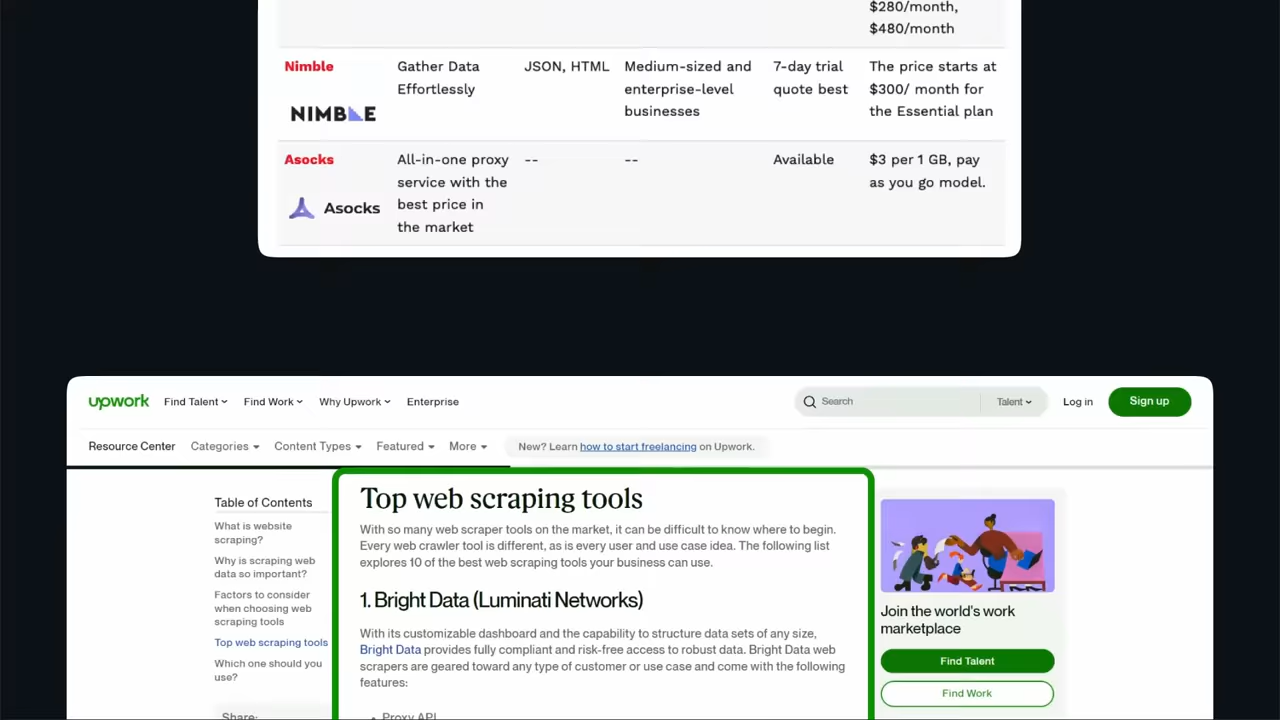 $280/month,
$480/month
Nimble
Gather Data
Effortlessly
JSON, HTML
Medium-sized and
enterprise-level
businesses
7-day trial
quote best
The price starts at
$300/ month for
the Essential plan
NIMBLE
Asocks
All-in-one proxy
service with the
best price in
the market
--
--
Available
$3 per 1 GB, pay
as you go model.
Asocks
upwork
Find Talent
Find Work
Why Upwork
Enterprise
Search
Talent
Log in
Sign up
Resource Center
Categories
Content Types
Featured
More
New? Learn how to start freelancing on Upwork.
Table of Contents
What is website
scraping?
Why is scraping web
data so important?
Factors to consider
when choosing web
scraping tools
Top web scraping tools
Which one should you
use?
Share:
Top web scraping tools
With so many web scraper tools on the market, it can be difficult to know where to begin.
Every web crawler tool is different, as is every user and use case idea. The following list
explores 10 of the best web scraping tools your business can use.
1. Bright Data (Luminati Networks)
With its customizable dashboard and the capability to structure data sets of any size,
Bright Data provides fully compliant and risk-free access to robust data. Bright Data web
scrapers are geared toward any type of customer or use case and come with the following
features:
• Proxy API
Join the world's work
marketplace
Find Talent
Find Work